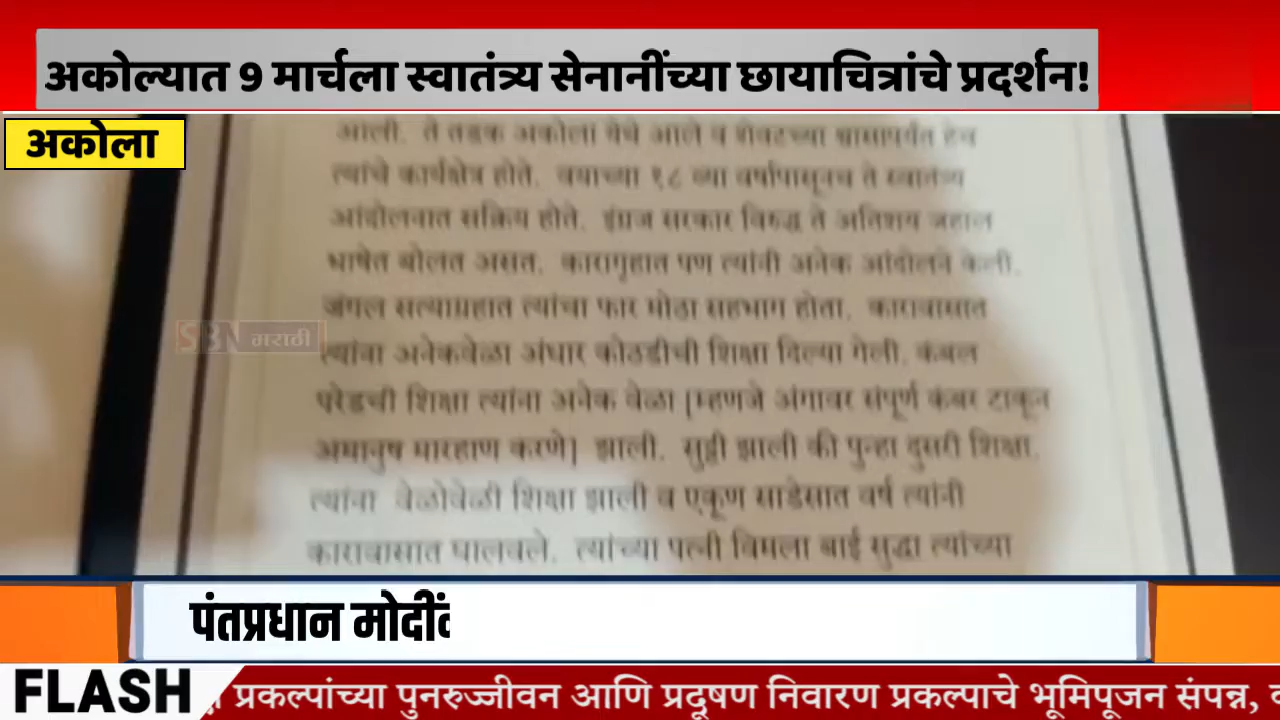 अकोल्यात 9 मार्चला स्वातंत्र्य सेनानींच्या छायाचित्रांचे प्रदर्शन!
अकोला
आली. ते तडक अकोला येथे आले व शेवटच्या श्वासापर्यंत हेच
त्यांचे कार्यक्षेत्र होते. वयाच्या १८ व्या वर्षापासूनच ते स्वातंत्र्य
आंदोलनात सक्रिय होते. इंग्रज सरकार विरुद्ध ते अतिशय जहाल
भाषेत बोलत असत. कारागृहात पण त्यांनी अनेक आंदोलने केली.
जंगल सत्याग्रहात त्यांचा फार मोठा सहभाग होता. कारावासात
SBN मराठी
त्यांना अनेकवेळा अंधार कोठडीची शिक्षा दिल्या गेली. कंबल
परेडची शिक्षा त्यांना अनेक वेळा [म्हणजे अंगावर संपूर्ण कंबर टाकून
अमानुष मारहाण करणे] झाली. सुट्टी झाली की पुन्हा दुसरी शिक्षा.
त्यांना वेळोवेळी शिक्षा झाली व एकूण साडेसात वर्ष त्यांनी
कारावासात घालवले. त्यांच्या पत्नी विमला बाई सुद्धा त्यांच्या
पंतप्रधान मोदीं
FLASH प्रकल्पांच्या पुनरुज्जीवन आणि प्रदूषण निवारण प्रकल्पाचे भूमिपूजन संपन्न,